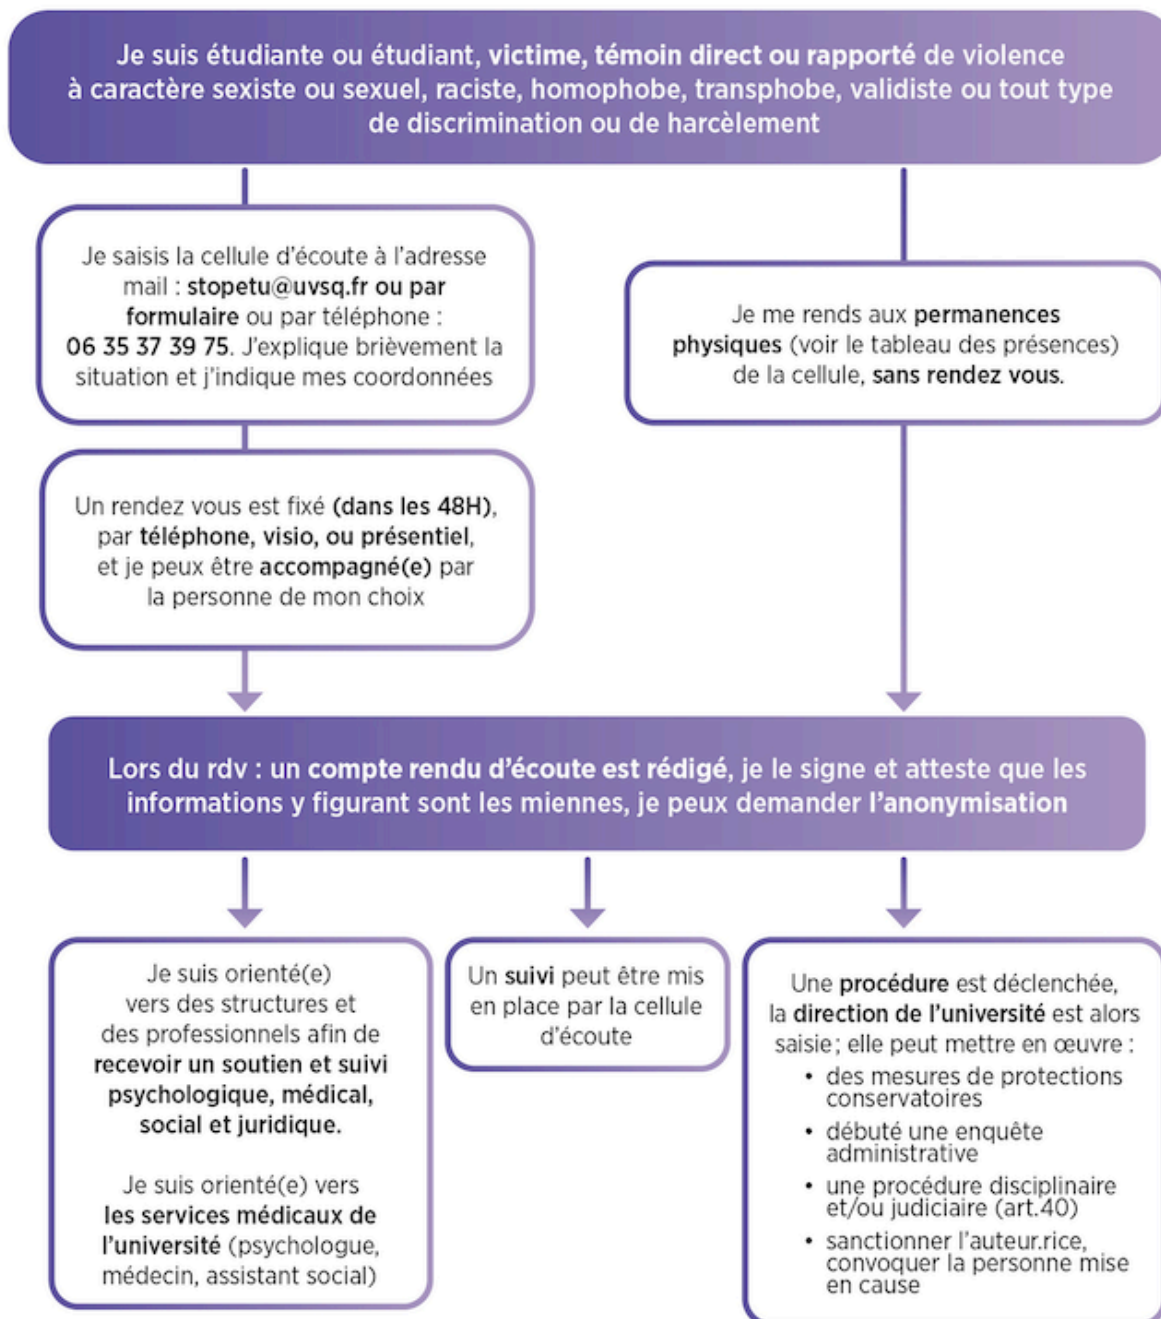 Je suis étudiante ou étudiant, victime, témoin direct ou rapporté de violence
à caractère sexiste ou sexuel, raciste, homophobe, transphobe, validiste ou tout type
de discrimination ou de harcèlement
Je saisis la cellule d'écoute à l'adresse
mail : stopetu@uvsq.fr ou par
formulaire ou par téléphone :
06 35 37 39 75. J'explique brièvement la
situation et j'indique mes coordonnées
Je me rends aux permanences
physiques (voir le tableau des présences)
de la cellule, sans rendez vous.
Un rendez vous est fixé (dans les 48H),
par téléphone, visio, ou présentiel,
et je peux être accompagné(e) par
la personne de mon choix
Lors du rdv : un compte rendu d'écoute est rédigé, je le signe et atteste que les
informations y figurant sont les miennes, je peux demander l'anonymisation
Je suis orienté(e)
vers des structures et
des professionnels afin de
recevoir un soutien et suivi
psychologique, médical,
social et juridique.
Je suis orienté(e) vers
les services médicaux de
l'université (psychologue,
médecin, assistant social)
Un suivi peut être mis
en place par la cellule
d'écoute
Une procédure est déclenchée,
la direction de l'université est alors
saisie ; elle peut mettre en œuvre :
• des mesures de protections
conservatoires
• débuté une enquête
administrative
• une procédure disciplinaire
et/ou judiciaire (art.40)
• sanctionner l'auteur.rice,
convoquer la personne mise
en cause